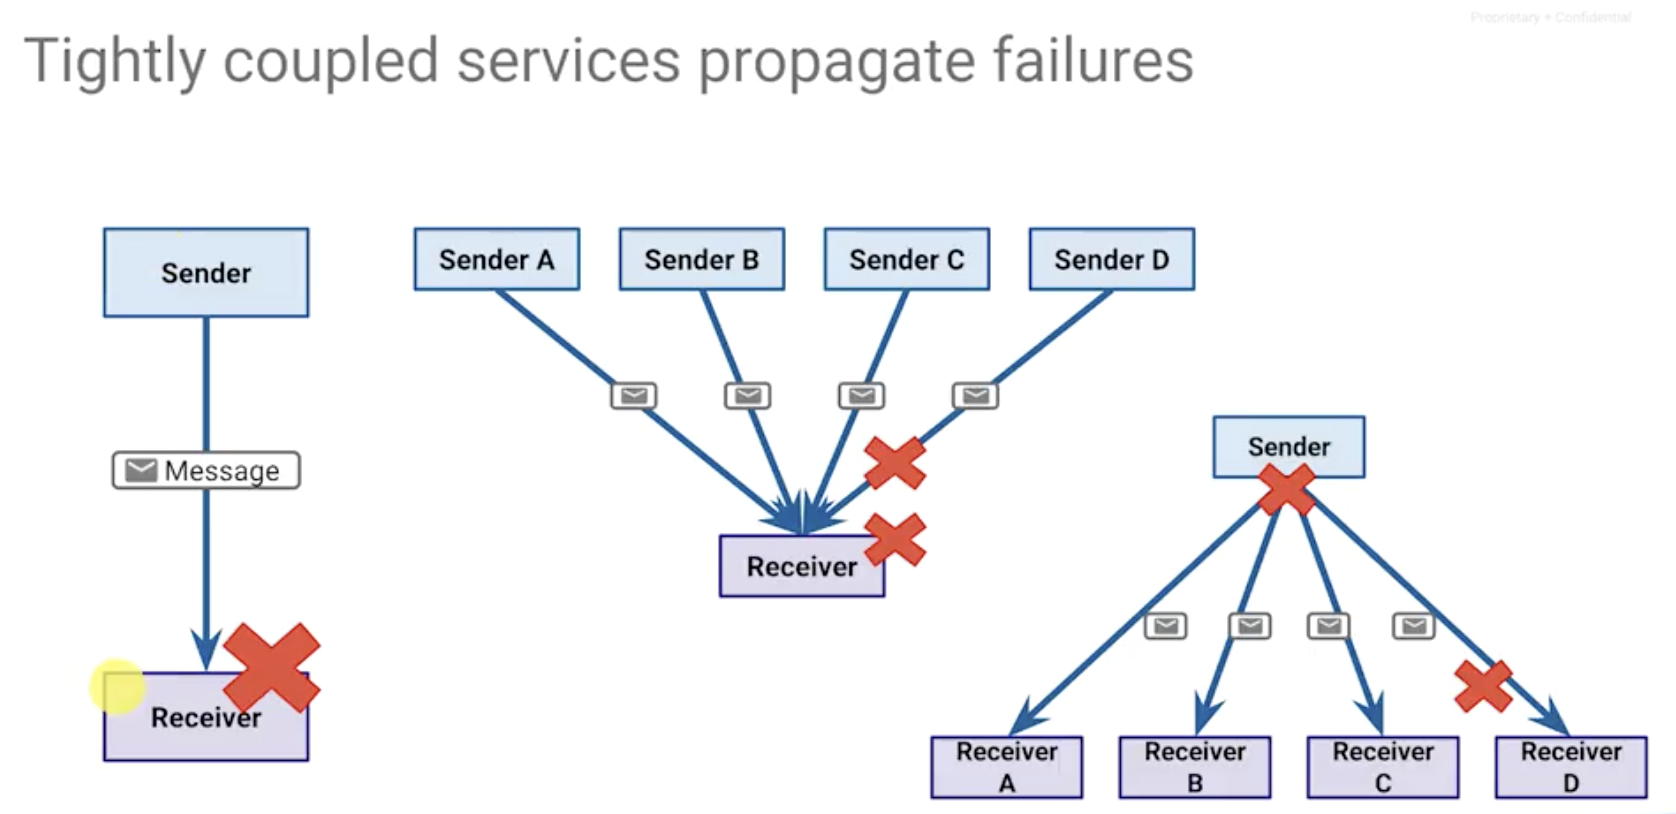 Proprietary + Confidential
Tightly coupled services propagate failures
Sender
Message
Receiver
Sender A
Sender B
Sender C
Sender D
Receiver
Sender
Receiver
A
Receiver
B
Receiver
C
Receiver
D